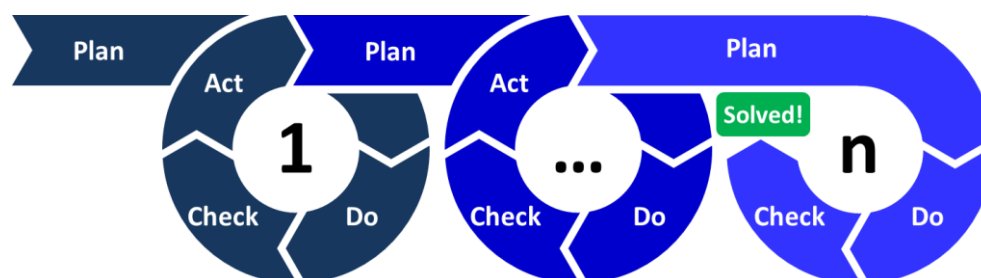 Plan
Plan
Plan
Act
Act
Solved!
1
...
n
Check
Do
Check
Do
Check
Do